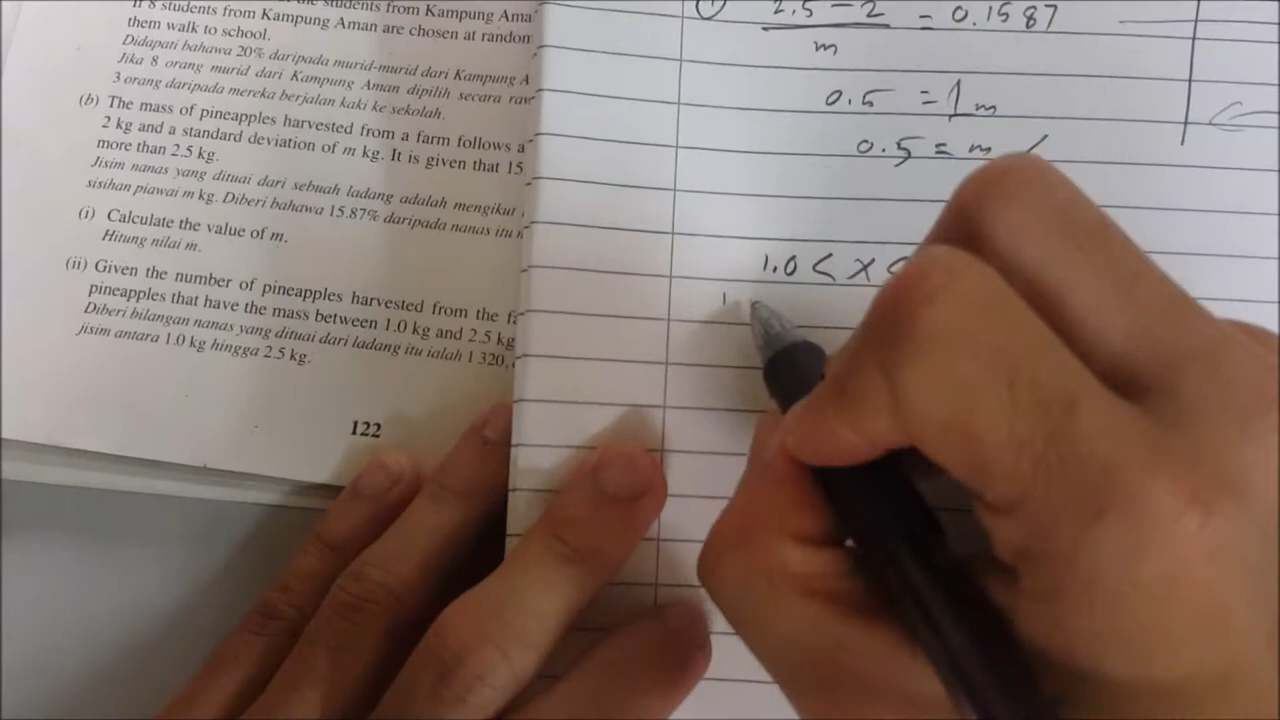 If 8 students from Kampung Aman are chosen at random
them walk to school.
Didapati bahawa 20% daripada murid-murid dari Kampung A
Jika 8 orang murid dari Kampung Aman dipilih secara
3 orang daripada mereka berjalan kaki ke sekolah.
(b) The mass of pineapples harvested from a farm follows a
2 kg and a standard deviation of m kg. It is given that 15
more than 2.5 kg.
Jisim nanas yang dituai dari sebuah ladang adalah mengikut
sisihan piawai m kg. Diberi bahawa 15.87% daripada nanas itu
(i) Calculate the value of m.
Hitung nilai m.
(ii) Given the number of pineapples harvested from the
pineapples that have the mass between 1.0 kg and 2.5 kg
Diberi bilangan nanas yang dituai dari ladang itu ialah 1 320,
jisim antara 1.0 kg hingga 2.5 kg.
122
2.5 - 2 = 0.1587
m
0.5 = 1m
0.5 = m
1.0 < x <
1